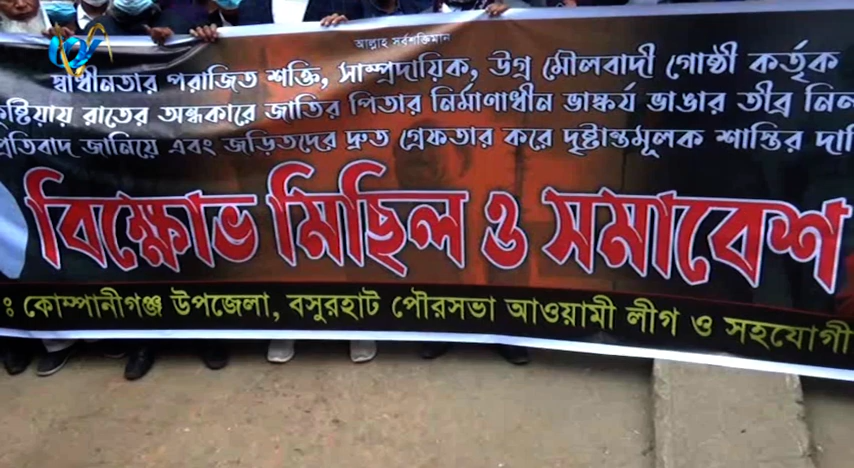 আল্লাহ সর্বশক্তিমান
স্বাধীনতার পরাজিত শক্তি, সাম্প্রদায়িক, উগ্র মৌলবাদী গোষ্ঠী কর্তৃক
ষ্টিয়ায় রাতের অন্ধকারে জাতির পিতার নির্মাণাধীন ভাস্কর্য ভাঙার তীব্র নিন
প্রতিবাদ জানিয়ে এবং জড়িতদের দ্রুত গ্রেফতার করে দৃষ্টান্তমূলক শাস্তির দা
বিক্ষোভ মিছিল ও সমাবেশ
: কোম্পানীগঞ্জ উপজেলা, বসুরহাট পৌরসভা আওয়ামী লীগ ও সহযোগী